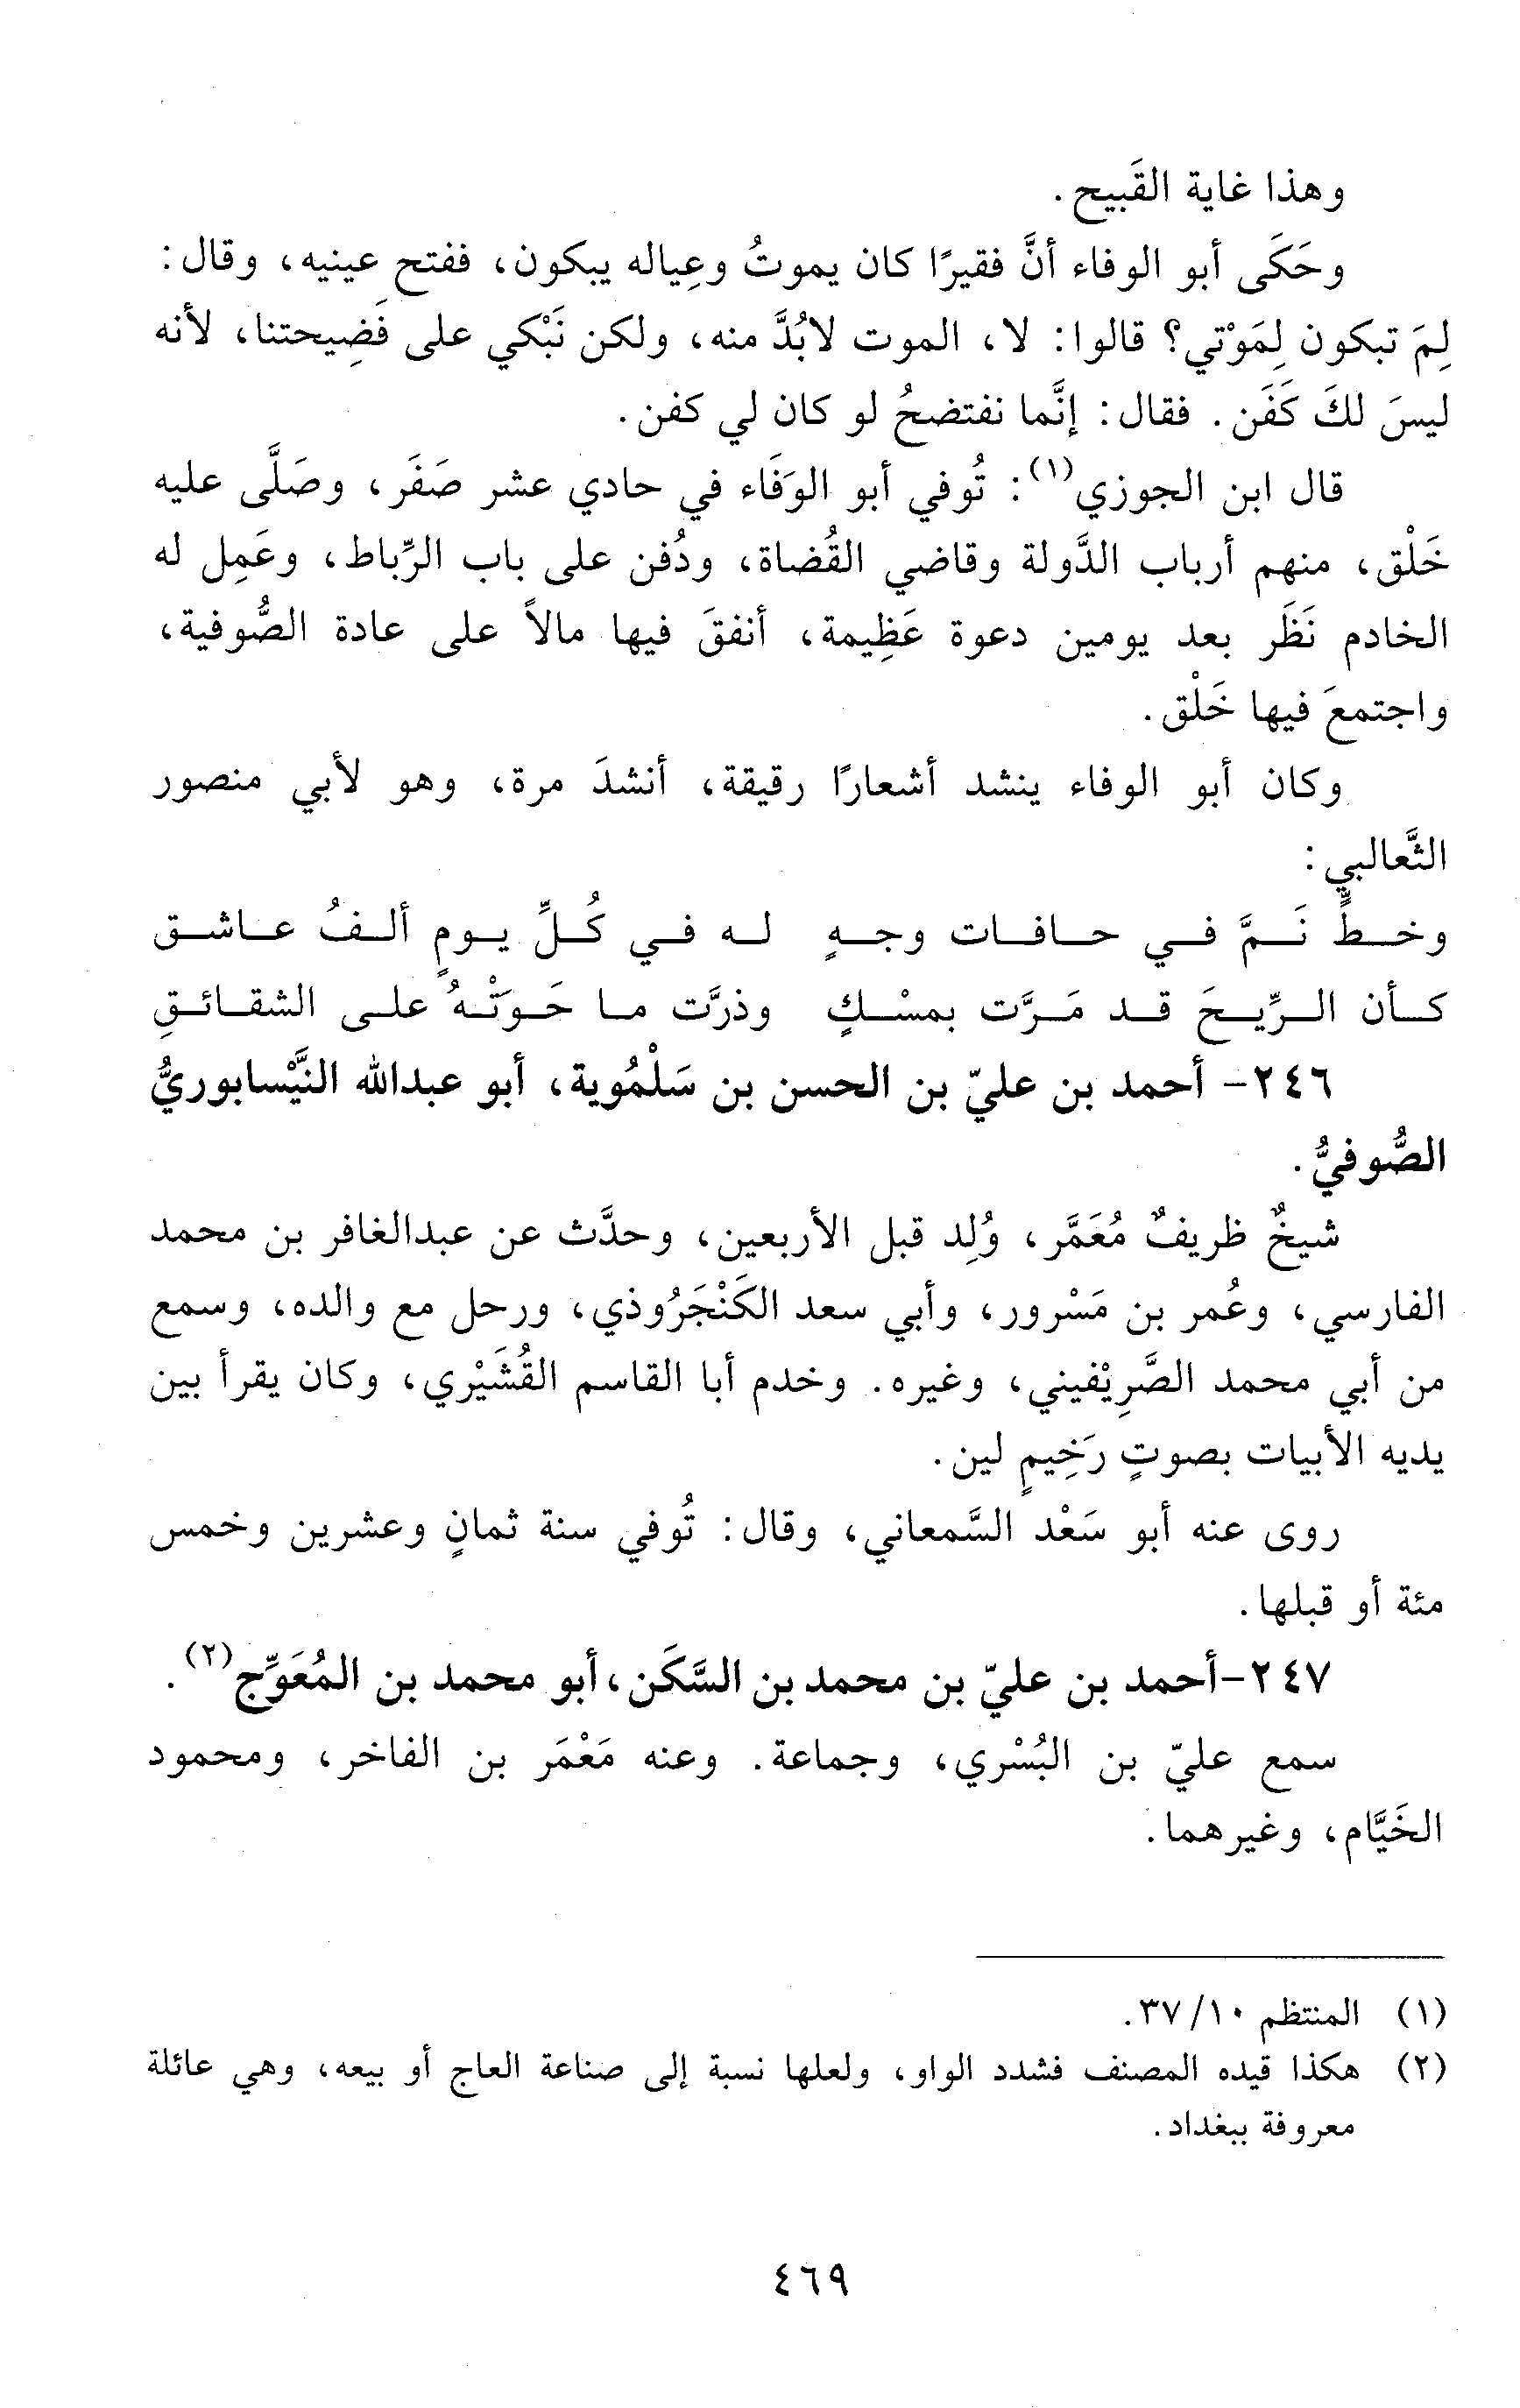 وهذا غاية القَبيح.
وحَكَى أبو الوفاء أنَّ فقيرًا كان يموتُ وعِياله يبكون، ففتح عينيه، وقال:
لِمَ تبكون لِمَوْتي؟ قالوا: لا، الموت لابُدَّ منه، ولكن نَبْكي على فَضِيحتنا، لأنه
ليسَ لكَ كَفَن. فقال: إنَّما نفتضحُ لو كان لي كفن.
قال ابن الجوزي(١): تُوفي أبو الوَفَاء في حادي عشر صَفَر، وصَلَّى عليه
خَلْق، منهم أرباب الدَّولة وقاضي القُضاة، ودُفن على باب الرِّباط، وعَمِل له
الخادم نَظَر بعد يومين دعوة عَظِيمة، أنفقَ فيها مالاً على عادة الصُّوفية،
واجتمعَ فيها خَلْق.
وكان أبو الوفاء ينشد أشعارًا رقيقة، أنشدَ مرة، وهو لأبي منصور
الثَّعالبي:
وخـطٍّ نَـمَّ فـي حـافـات وجـهٍ لـه فـي كُـلِّ يـومٍ ألـفُ عـاشـق
كـأن الـرِّيـحَ قـد مَـرَّت بمسْـكٍ وذرَّت مـا حَـوَتْـهُ علـى الشقـائـقِ
٢٤٦- أحمد بن عليّ بن الحسن بن سَلْمُوية، أبو عبدالله النَّيْسابوريُّ
الصُّوفيُّ.
شيخٌ ظريفٌ مُعَمَّر، وُلِد قبل الأربعين، وحدَّث عن عبدالغافر بن محمد
الفارسي، وعُمر بن مَسْرور، وأبي سعد الكَنْجَرُوذي، ورحل مع والده، وسمع
من أبي محمد الصَّرِيْفيني، وغيره. وخدم أبا القاسم القُشَيْري، وكان يقرأ بين
يديه الأبيات بصوتٍ رَخِيمٍ لين.
روى عنه أبو سَعْد السَّمعاني، وقال: تُوفي سنة ثمانٍ وعشرين وخمس
مئة أو قبلها.
٢٤٧-أحمد بن عليّ بن محمد بن السَّكَن، أبو محمد بن المُعَوِّج(٢).
سمع عليّ بن البُسْري، وجماعة. وعنه مَعْمَر بن الفاخر، ومحمود
الخَيَّام، وغيرهما.
(١) المنتظم ١٠/ ٣٧.
(٢) هكذا قيده المصنف فشدد الواو، ولعلها نسبة إلى صناعة العاج أو بيعه، وهي عائلة
معروفة ببغداد.
٤٦٩